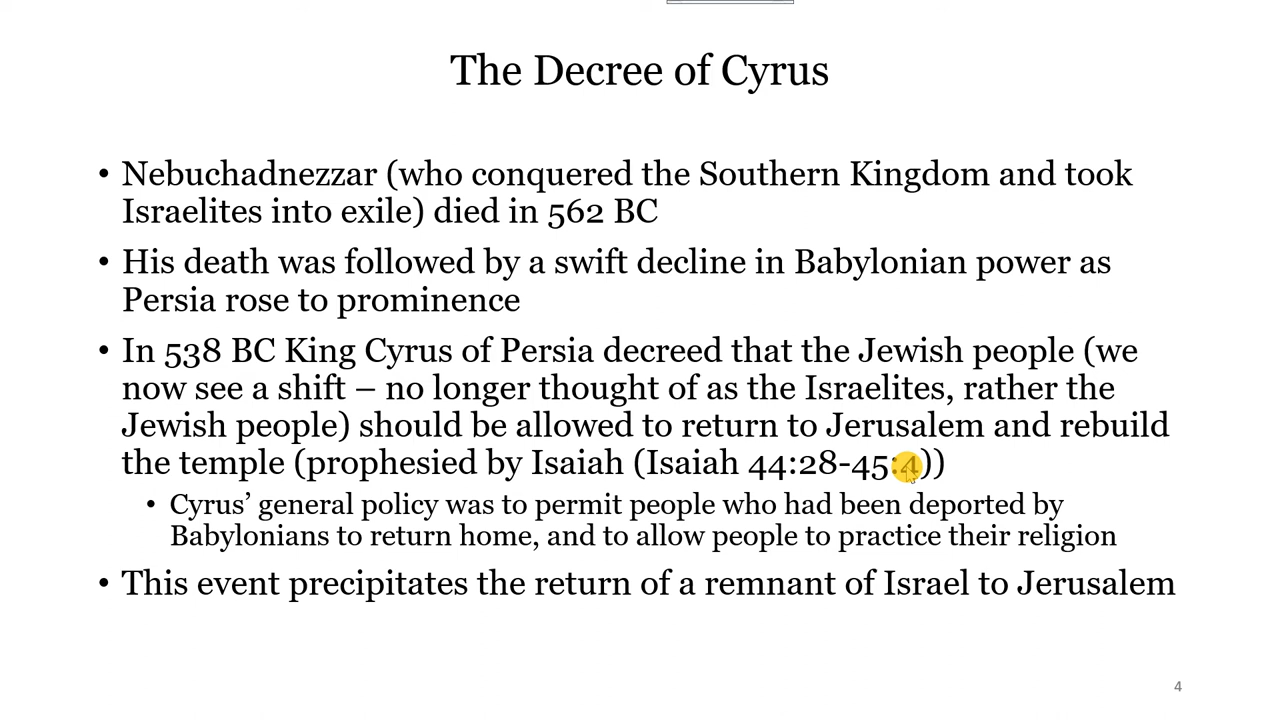 The Decree of Cyrus
• Nebuchadnezzar (who conquered the Southern Kingdom and took
Israelites into exile) died in 562 BC
• His death was followed by a swift decline in Babylonian power as
Persia rose to prominence
• In 538 BC King Cyrus of Persia decreed that the Jewish people (we
now see a shift – no longer thought of as the Israelites, rather the
Jewish people) should be allowed to return to Jerusalem and rebuild
the temple (prophesied by Isaiah (Isaiah 44:28-45:4))
• Cyrus’ general policy was to permit people who had been deported by
Babylonians to return home, and to allow people to practice their religion
• This event precipitates the return of a remnant of Israel to Jerusalem
4